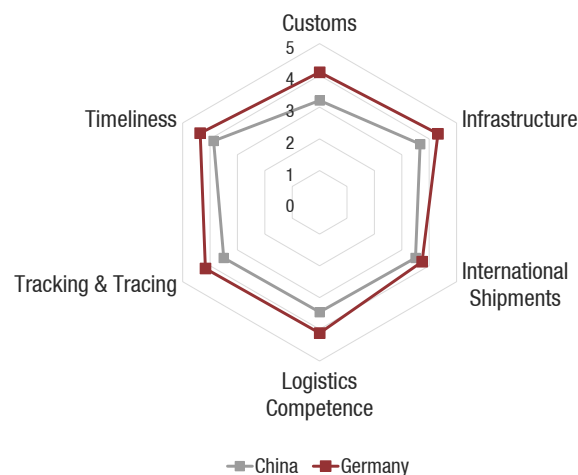 Customs
5
4
3
2
1
0
Timeliness
Infrastructure
Tracking & Tracing
International
Shipments
Logistics
Competence
China
Germany